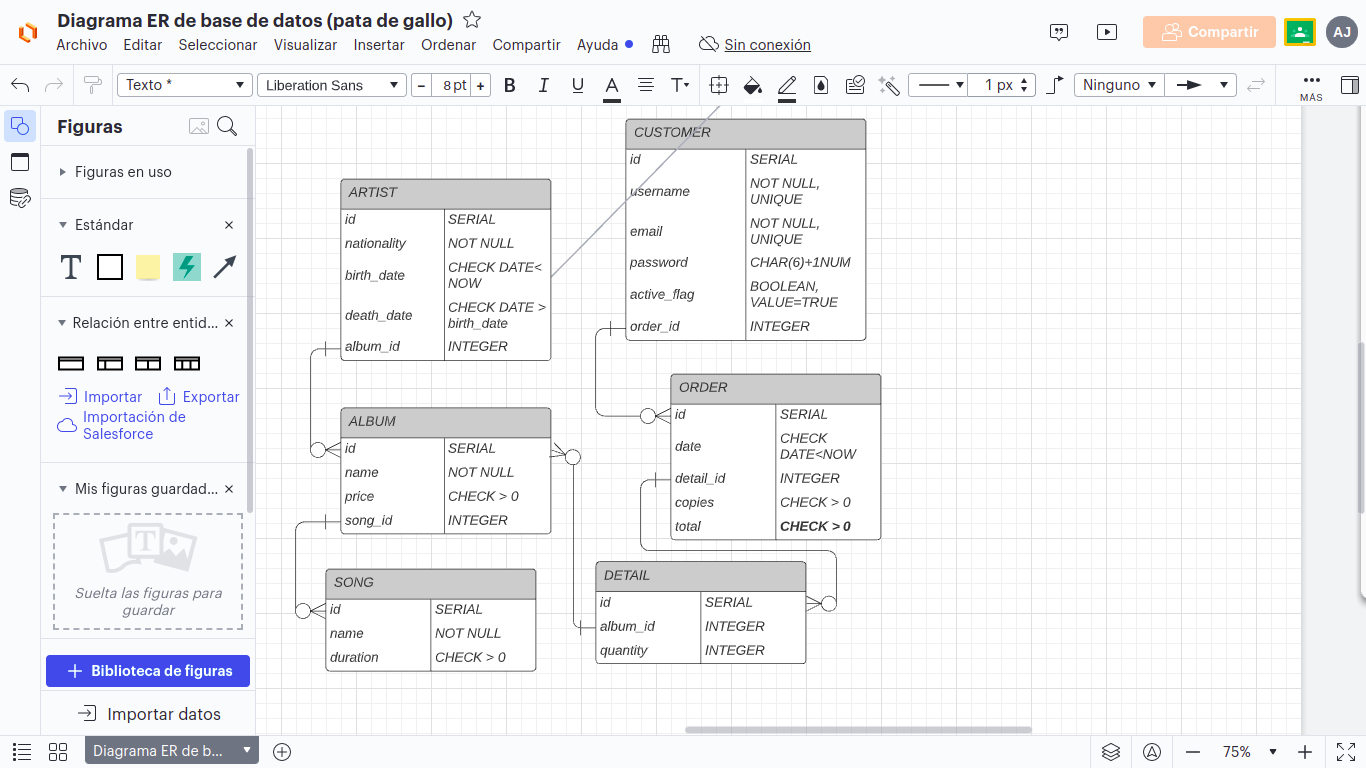 Diagrama ER de base de datos (pata de gallo)
Archivo Editar Seleccionar Visualizar Insertar Ordenar Compartir Ayuda Sin conexión
Compartir
AJ
Texto * Liberation Sans − 8 pt + B I U A T 1 px Ninguno MÁS
Figuras
Figuras en uso
Estándar
T
Relación entre entid...
Importar Exportar
Importación de
Salesforce
Mis figuras guardad...
T
Suelta las figuras para
guardar
+ Biblioteca de figuras
Importar datos
ARTIST
id SERIAL
nationality NOT NULL
birth_date CHECK DATE<
NOW
death_date CHECK DATE >
birth_date
album_id INTEGER
ALBUM
id SERIAL
name NOT NULL
price CHECK > 0
song_id INTEGER
SONG
id SERIAL
name NOT NULL
duration CHECK > 0
CUSTOMER
id SERIAL
username NOT NULL,
UNIQUE
email NOT NULL,
UNIQUE
password CHAR(6)+1NUM
active_flag BOOLEAN,
VALUE=TRUE
order_id INTEGER
ORDER
id SERIAL
date CHECK
DATE<NOW
detail_id INTEGER
copies CHECK > 0
total CHECK > 0
DETAIL
id SERIAL
album_id INTEGER
quantity INTEGER
Diagrama ER de b...
75%